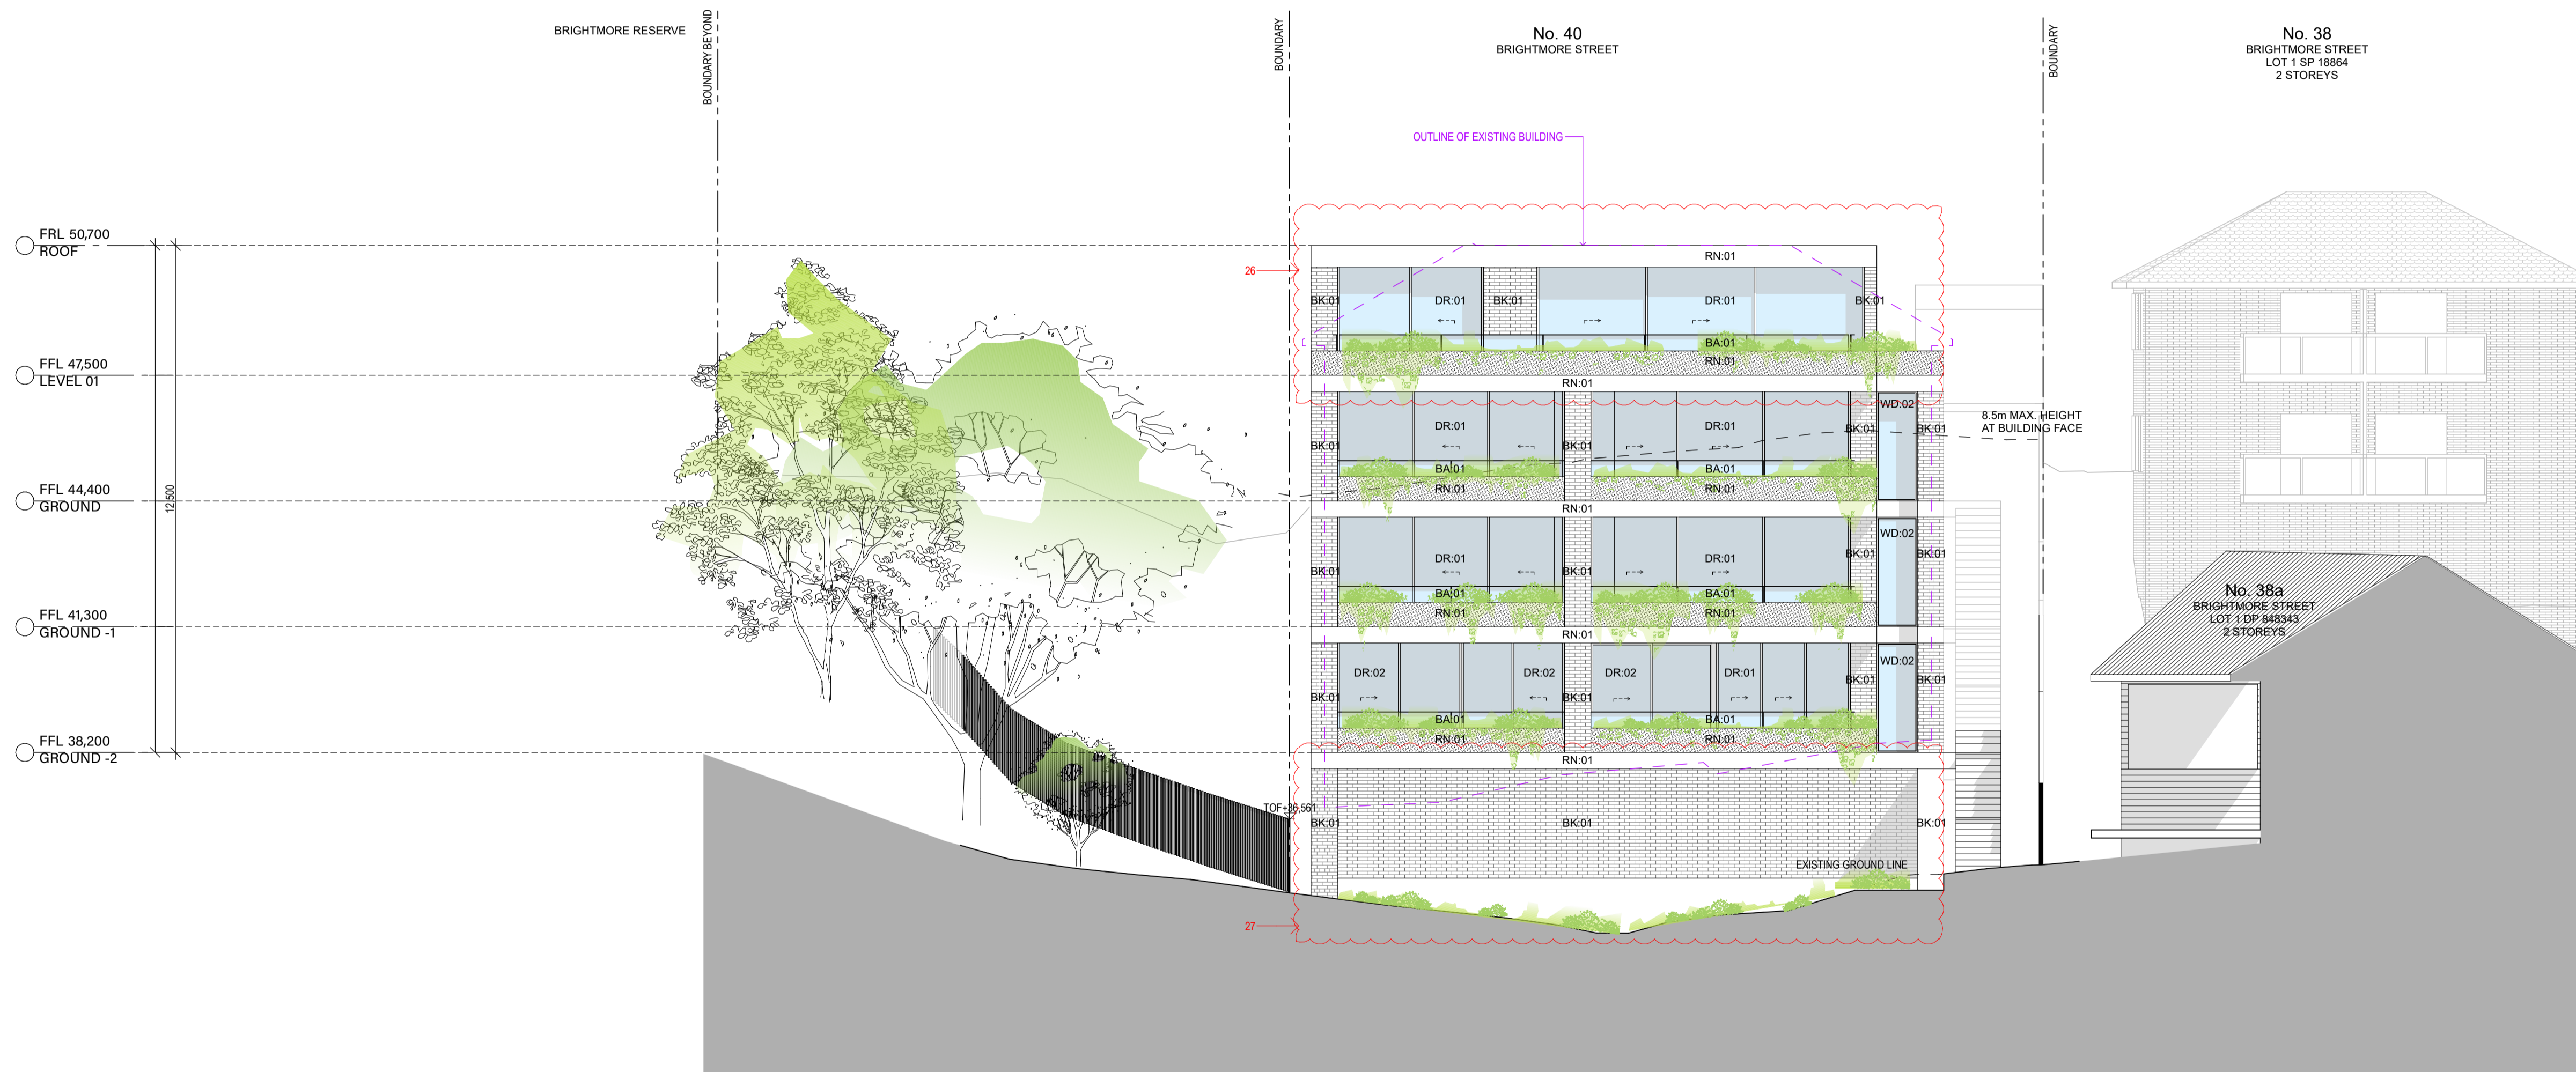 BRIGHTMORE RESERVE
BOUNDARY BEYOND
BOUNDARY
No. 40
BRIGHTMORE STREET
BOUNDARY
No. 38
BRIGHTMORE STREET
LOT 1 SP 18864
2 STOREYS
OUTLINE OF EXISTING BUILDING
FRL 50,700
ROOF
RN:01
26
BK:01
DR:01
BK:01
DR:01
BK:01
BA:01
RN:01
FFL 47,500
LEVEL 01
RN:01
WD:02
8.5m MAX. HEIGHT
AT BUILDING FACE
DR:01
DR:01
BK:01
BK:01
BK:01
BK:01
BA:01
BA:01
RN:01
RN:01
FFL 44,400
GROUND
12,500
RN:01
WD:02
DR:01
DR:01
BK:01
BK:01
BK:01
BK:01
BA:01
BA:01
RN:01
RN:01
No. 38a
BRIGHTMORE STREET
LOT 1 DP 848343
2 STOREYS
FFL 41,300
GROUND -1
RN:01
WD:02
DR:02
DR:02
DR:02
DR:01
BK:01
BK:01
BK:01
BK:01
BA:01
BA:01
RN:01
RN:01
FFL 38,200
GROUND -2
RN:01
TOF+36,561
BK:01
BK:01
BK:01
EXISTING GROUND LINE
27